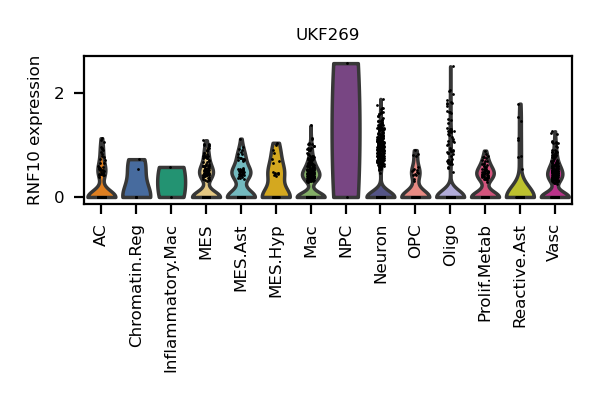 UKF269
RNF10 expression
2
0
AC
Chromatin.Reg
Inflammatory.Mac
MES
MES.Ast
MES.Hyp
Mac
NPC
Neuron
OPC
Oligo
Prolif.Metab
Reactive.Ast
Vasc